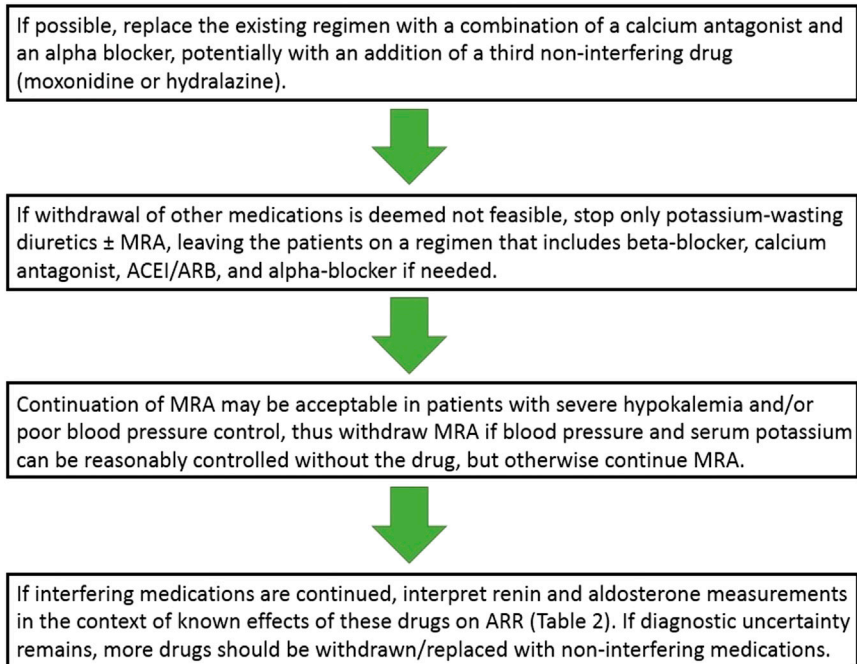 If possible, replace the existing regimen with a combination of a calcium antagonist and
an alpha blocker, potentially with an addition of a third non-interfering drug
(moxonidine or hydralazine).
If withdrawal of other medications is deemed not feasible, stop only potassium-wasting
diuretics ± MRA, leaving the patients on a regimen that includes beta-blocker, calcium
antagonist, ACEI/ARB, and alpha-blocker if needed.
Continuation of MRA may be acceptable in patients with severe hypokalemia and/or
poor blood pressure control, thus withdraw MRA if blood pressure and serum potassium
can be reasonably controlled without the drug, but otherwise continue MRA.
If interfering medications are continued, interpret renin and aldosterone measurements
in the context of known effects of these drugs on ARR (Table 2). If diagnostic uncertainty
remains, more drugs should be withdrawn/replaced with non-interfering medications.